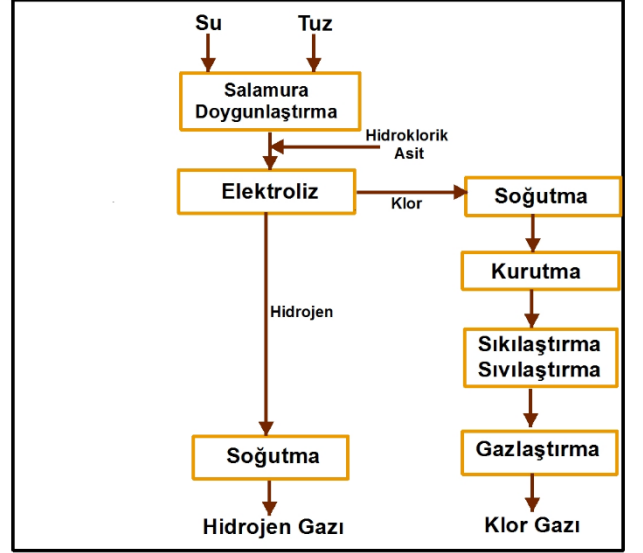 Su
Tuz
Salamura
Doygunlaştırma
Hidroklorik
Asit
Elektroliz
Klor
Soğutma
Kurutma
Hidrojen
Sıkılaştırma
Sıvılaştırma
Soğutma
Gazlaştırma
Hidrojen Gazı
Klor Gazı